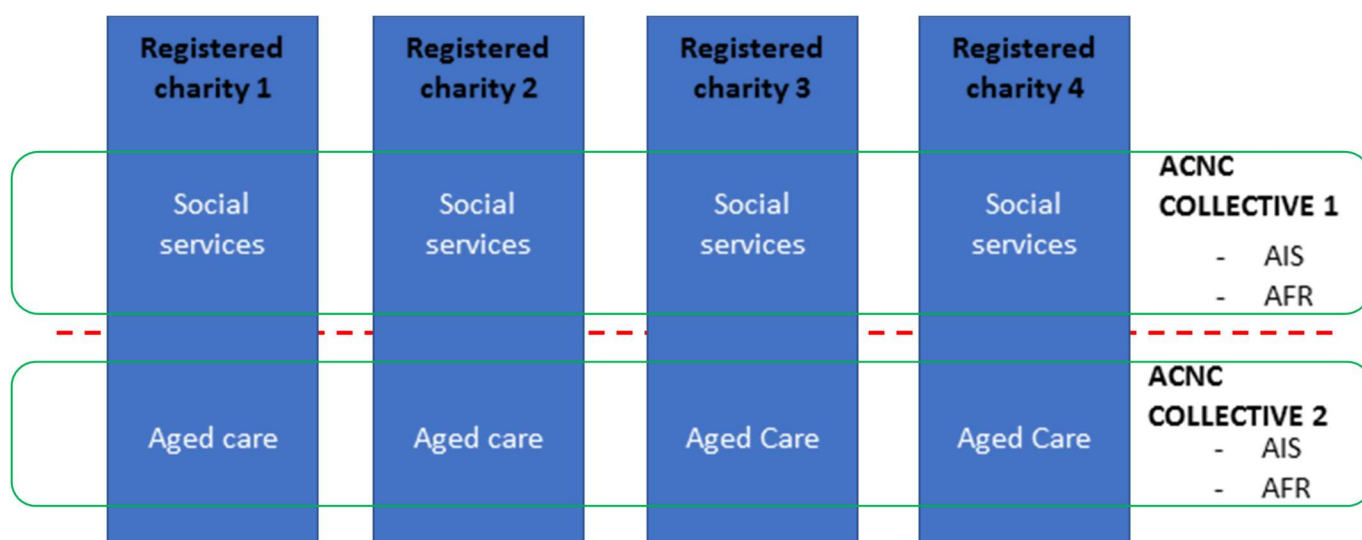 Registered
charity 1
Registered
charity 2
Registered
charity 3
Registered
charity 4
Social
services
Social
services
Social
services
Social
services
ACNC
COLLECTIVE 1
- AIS
- AFR
Aged care
Aged care
Aged Care
Aged Care
ACNC
COLLECTIVE 2
- AIS
- AFR